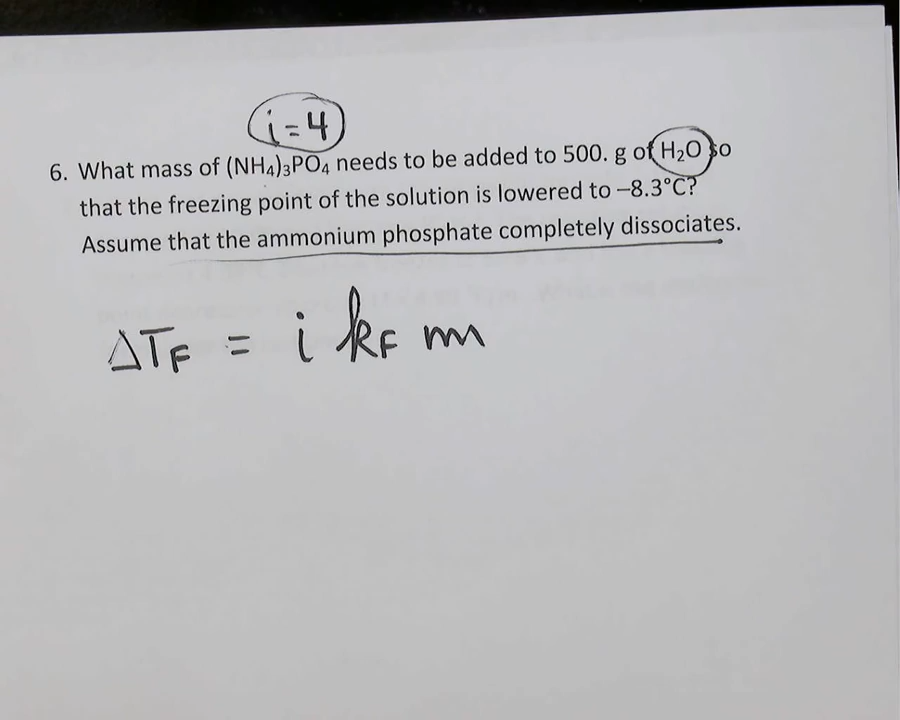 i=4
6. What mass of (NH₄)₃PO₄ needs to be added to 500. g of H₂O so
that the freezing point of the solution is lowered to –8.3°C?
Assume that the ammonium phosphate completely dissociates.
ΔTF = i kF m